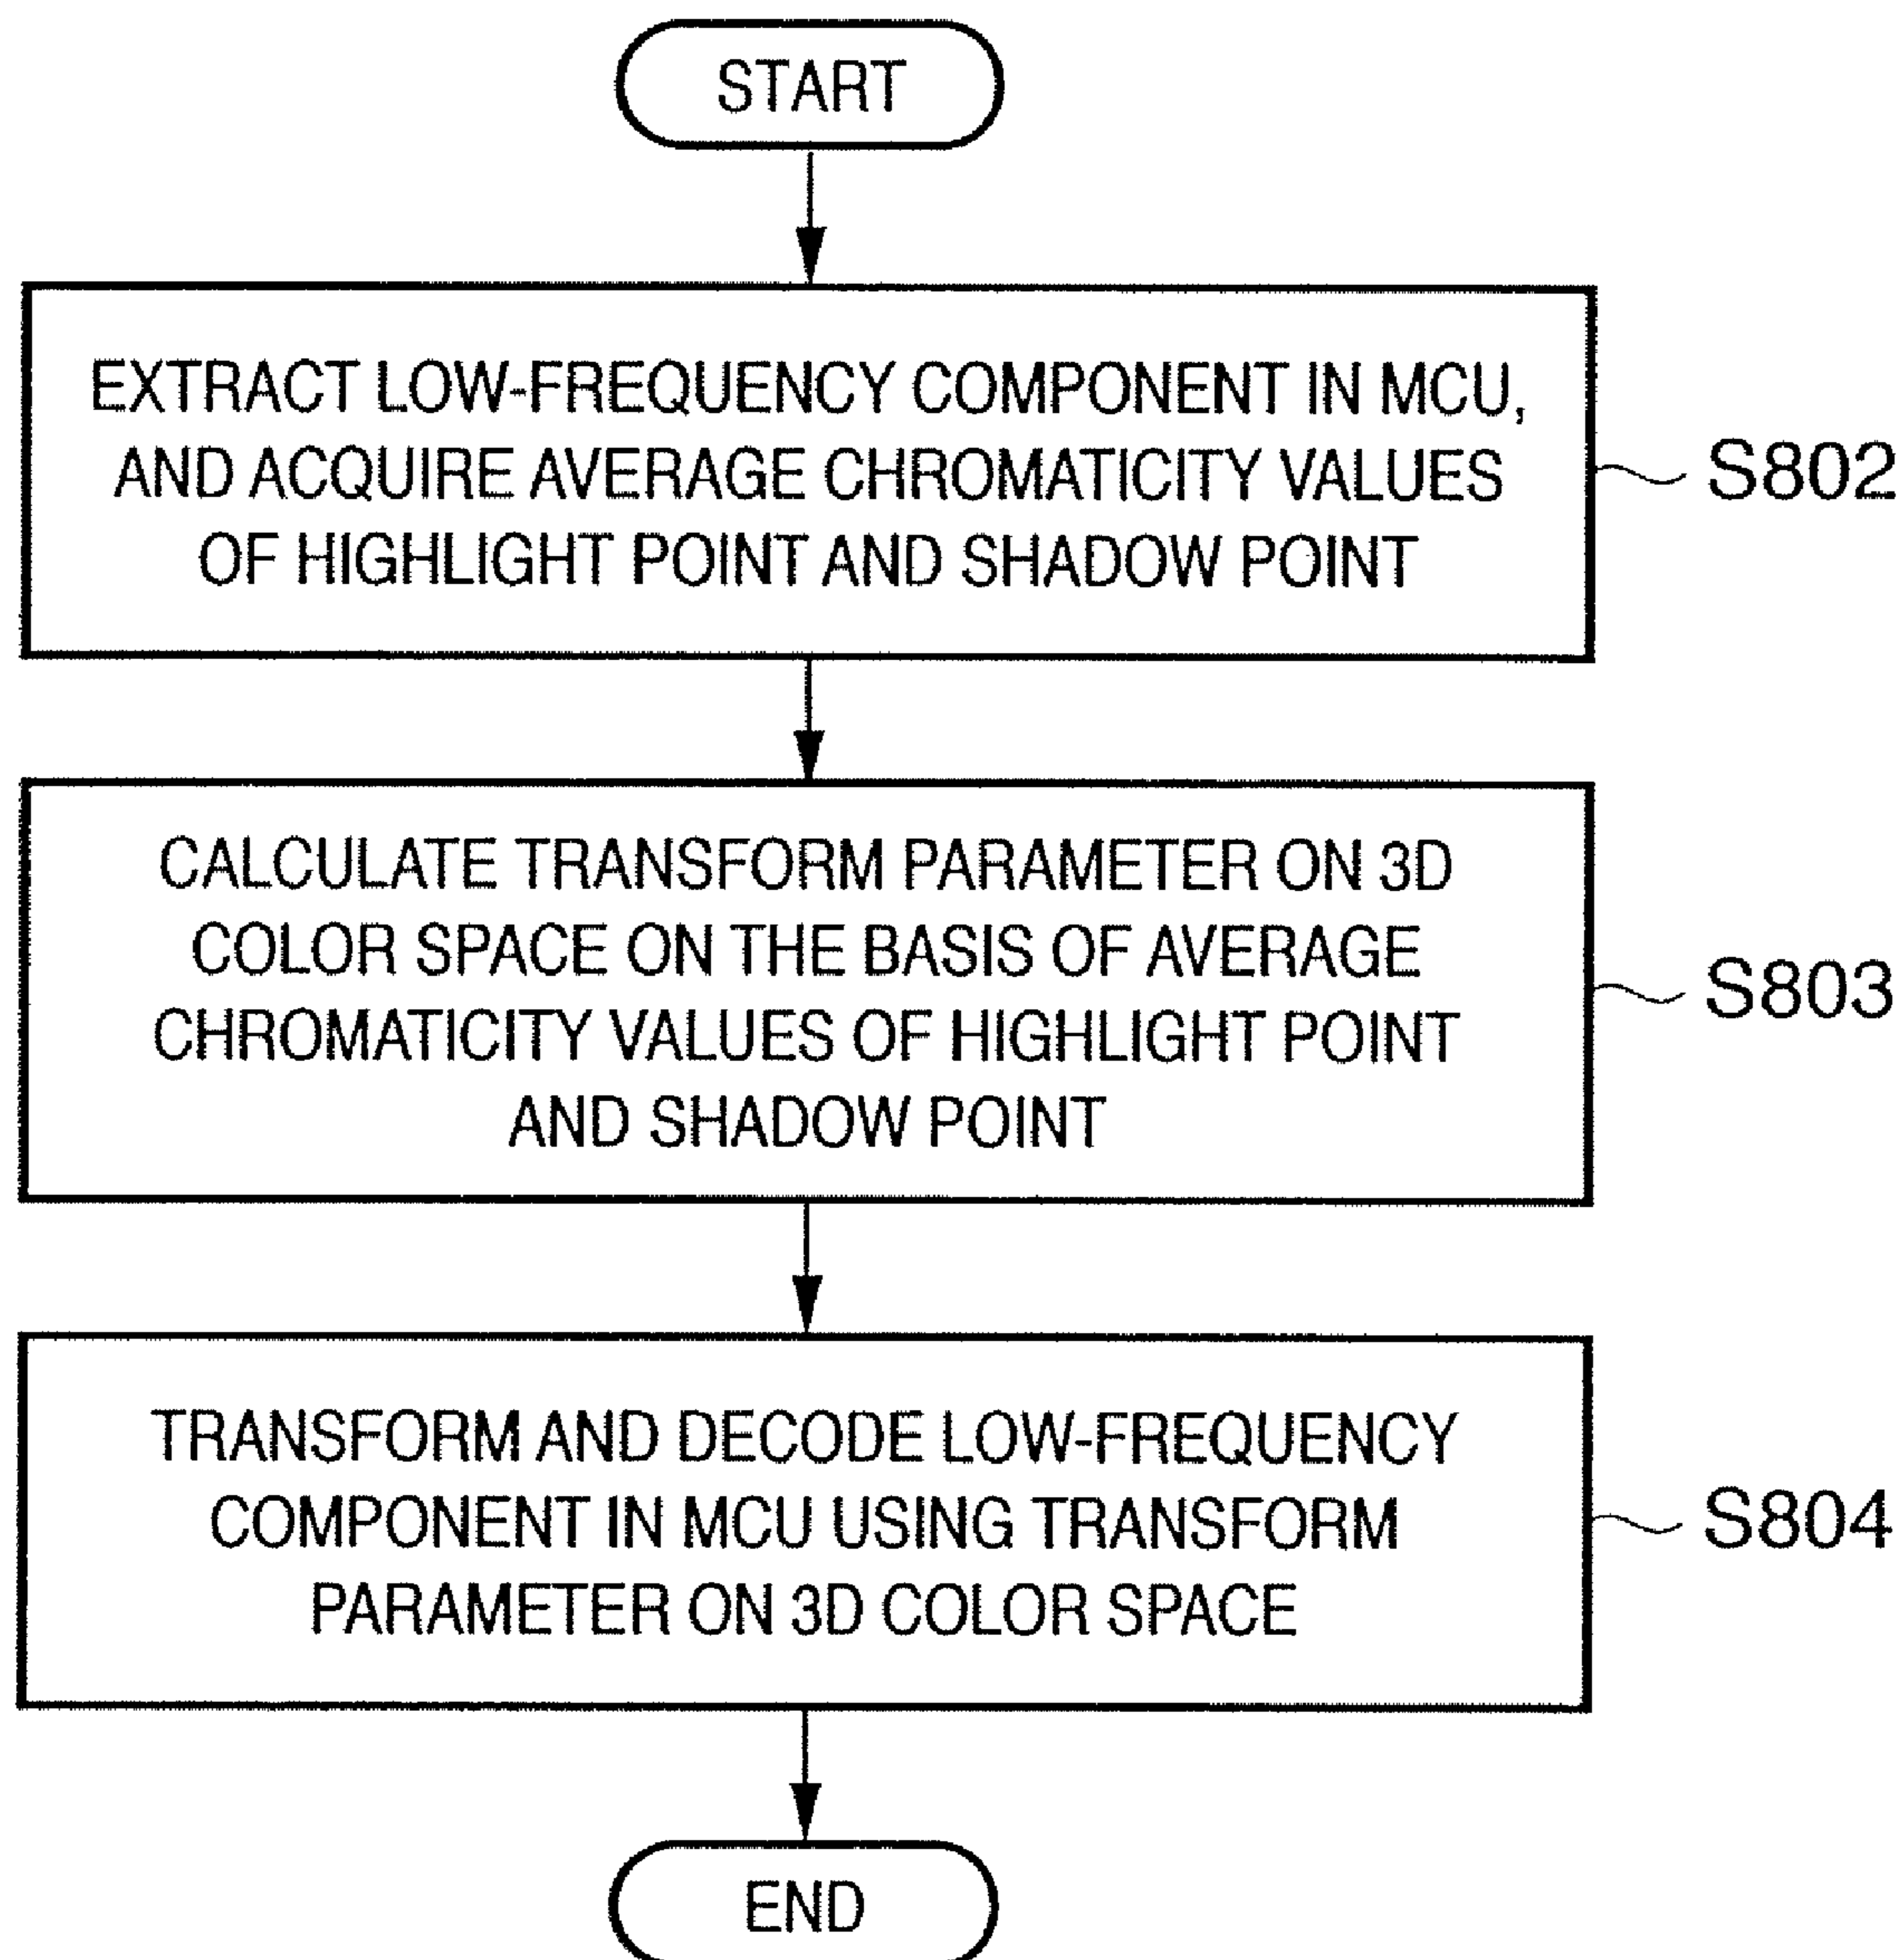 START
EXTRACT LOW-FREQUENCY COMPONENT IN MCU,
AND ACQUIRE AVERAGE CHROMATICITY VALUES
OF HIGHLIGHT POINT AND SHADOW POINT
S802
CALCULATE TRANSFORM PARAMETER ON 3D
COLOR SPACE ON THE BASIS OF AVERAGE
CHROMATICITY VALUES OF HIGHLIGHT POINT
AND SHADOW POINT
S803
TRANSFORM AND DECODE LOW-FREQUENCY
COMPONENT IN MCU USING TRANSFORM
PARAMETER ON 3D COLOR SPACE
S804
END